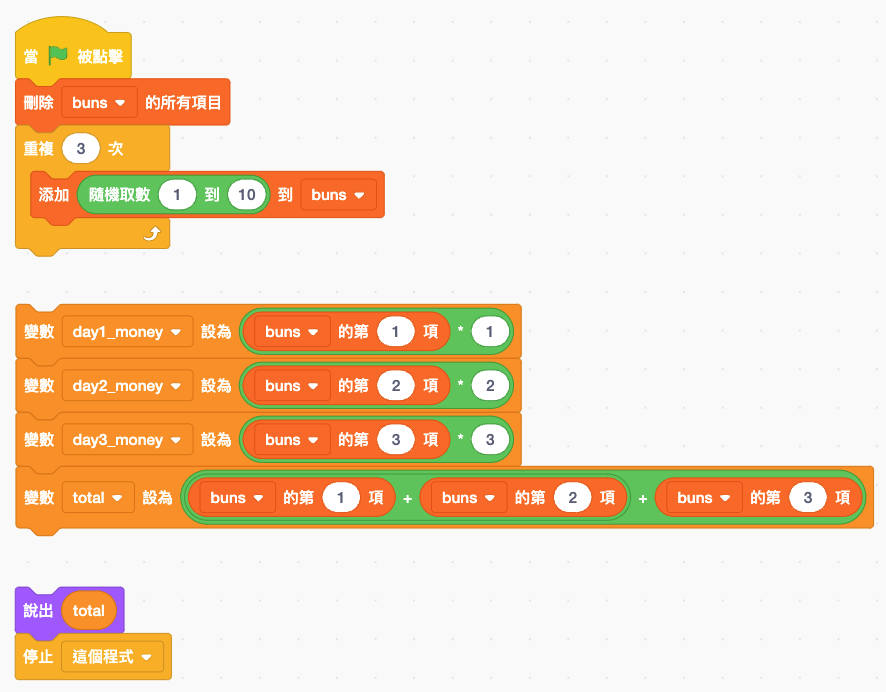 當 被點擊
刪除 buns 的所有項目
重複 3 次
添加 隨機取數 1 到 10 到 buns
變數 day1_money 設為 buns 的第 1 項 * 1
變數 day2_money 設為 buns 的第 2 項 * 2
變數 day3_money 設為 buns 的第 3 項 * 3
變數 total 設為 buns 的第 1 項 + buns 的第 2 項 + buns 的第 3 項
說出 total
停止 這個程式